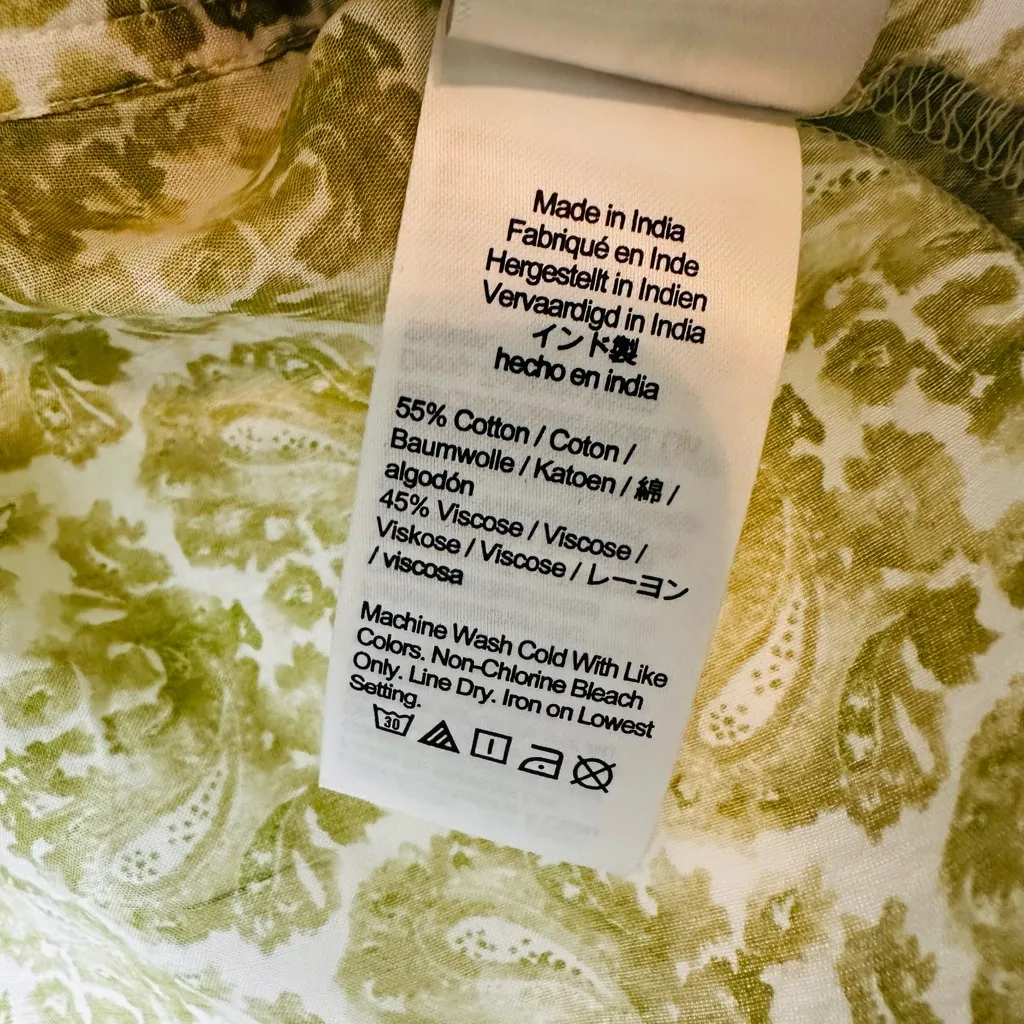 Made in India
Fabriqué en Inde
Hergestellt in Indien
Vervaardigd in India
インド製
hecho en india
55% Cotton / Coton /
Baumwolle / Katoen / 綿 /
algodón
45% Viscose / Viscose /
Viskose / Viscose / レーヨン
/ viscosa
Machine Wash Cold With Like
Colors. Non-Chlorine Bleach
Only. Line Dry. Iron on Lowest
Setting.
30